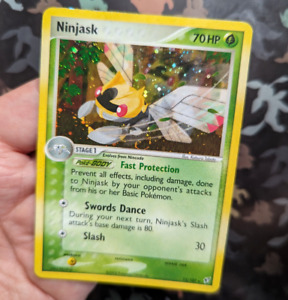 Ninjask
70 HP
STAGE 1
Evolves from Nincada
Poké-BODY
Fast Protection
Prevent all effects, including damage, done
to Ninjask by your opponent's attacks
from his or her Basic Pokémon.
Swords Dance
During your next turn, Ninjask's Slash
attack's base damage is 80.
Slash 30